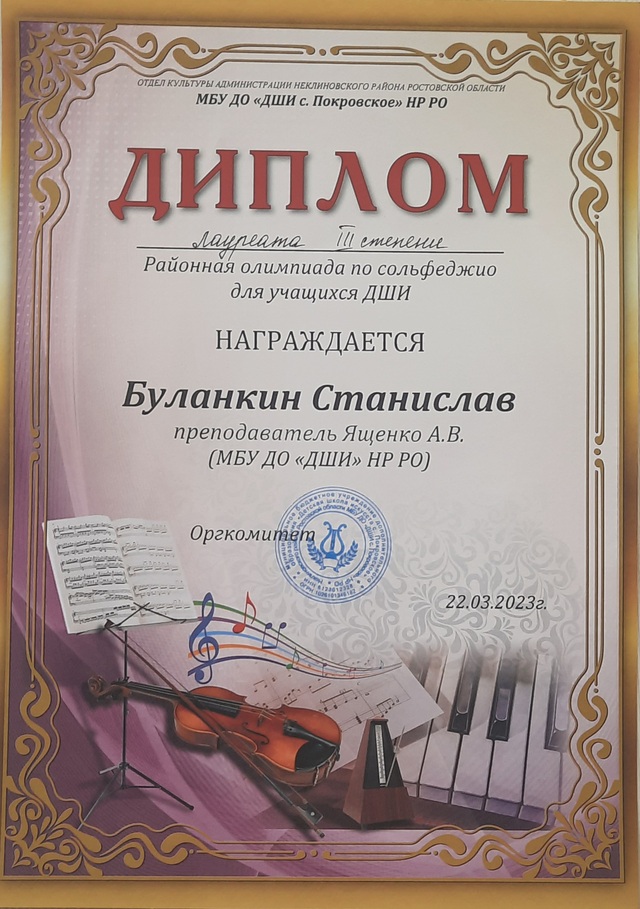 ОТДЕЛ КУЛЬТУРЫ АДМИНИСТРАЦИИ НЕКЛИНОВСКОГО РАЙОНА РОСТОВСКОЙ ОБЛАСТИ
МБУ ДО «ДШИ с. Покровское» НР РО
ДИПЛОМ
лауреата III степени
Районная олимпиада по сольфеджио
для учащихся ДШИ
НАГРАЖДАЕТСЯ
Буланкин Станислав
преподаватель Ященко А.В.
(МБУ ДО «ДШИ» НР РО)
Оргкомитет
22.03.2023г.